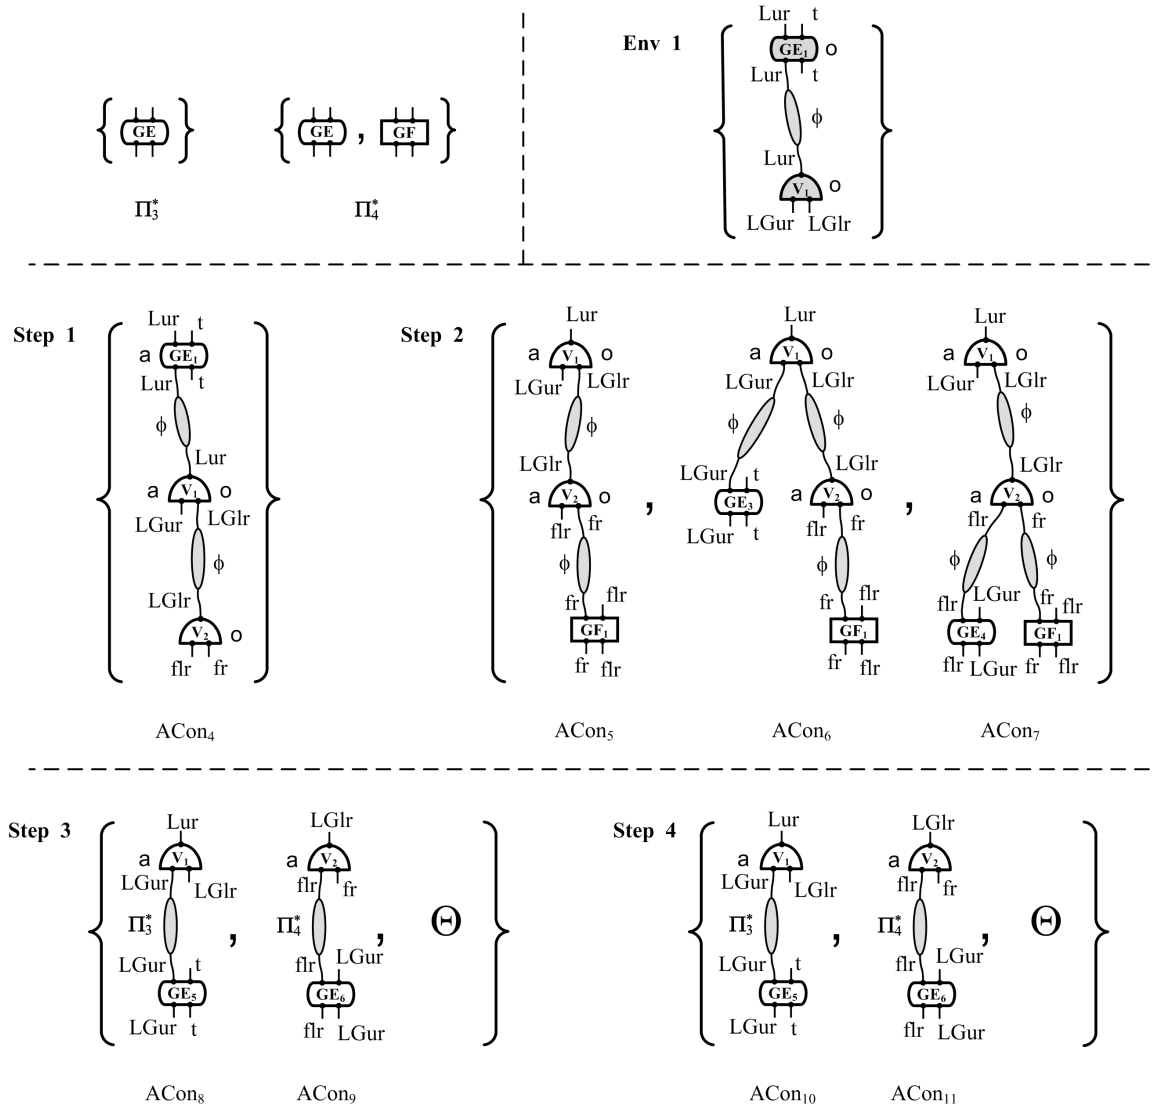 Lur t
Env 1
GE₁ o
Lur t
{ GE } { GE , GF }
ϕ
Lur
Π₃* Π₄*
V₁ o
LGur LGlr
Step 1
Lur t
a GE₁
Lur t
ϕ
Lur
a V₁ o
LGur LGlr
ϕ
LGlr
V₂ o
flr fr
ACon₄
Step 2
Lur
a V₁ o
LGur LGlr
ϕ
LGlr
a V₂ o
flr fr
ϕ
fr flr
GF₁
fr flr
ACon₅
,
Lur
V₁ o
LGur LGlr
ϕ ϕ
LGur t LGlr
GE₃ a V₂ o
LGur t flr fr
ϕ
fr flr
GF₁
fr flr
ACon₆
,
Lur
a V₁ o
LGur LGlr
ϕ
LGlr
a V₂ o
flr fr
ϕ ϕ
flr LGur fr flr
GE₄ GF₁
flr LGur fr flr
ACon₇
Step 3
Lur
a V₁
LGur LGlr
Π₃*
LGur t
GE₅
LGur t
ACon₈
,
LGlr
a V₂
flr fr
Π₄*
flr LGur
GE₆
flr LGur
ACon₉
, Θ
Step 4
Lur
a V₁
LGur LGlr
Π₃*
LGur t
GE₅
LGur t
ACon₁₀
,
LGlr
a V₂
flr fr
Π₄*
flr LGur
GE₆
flr LGur
ACon₁₁
, Θ